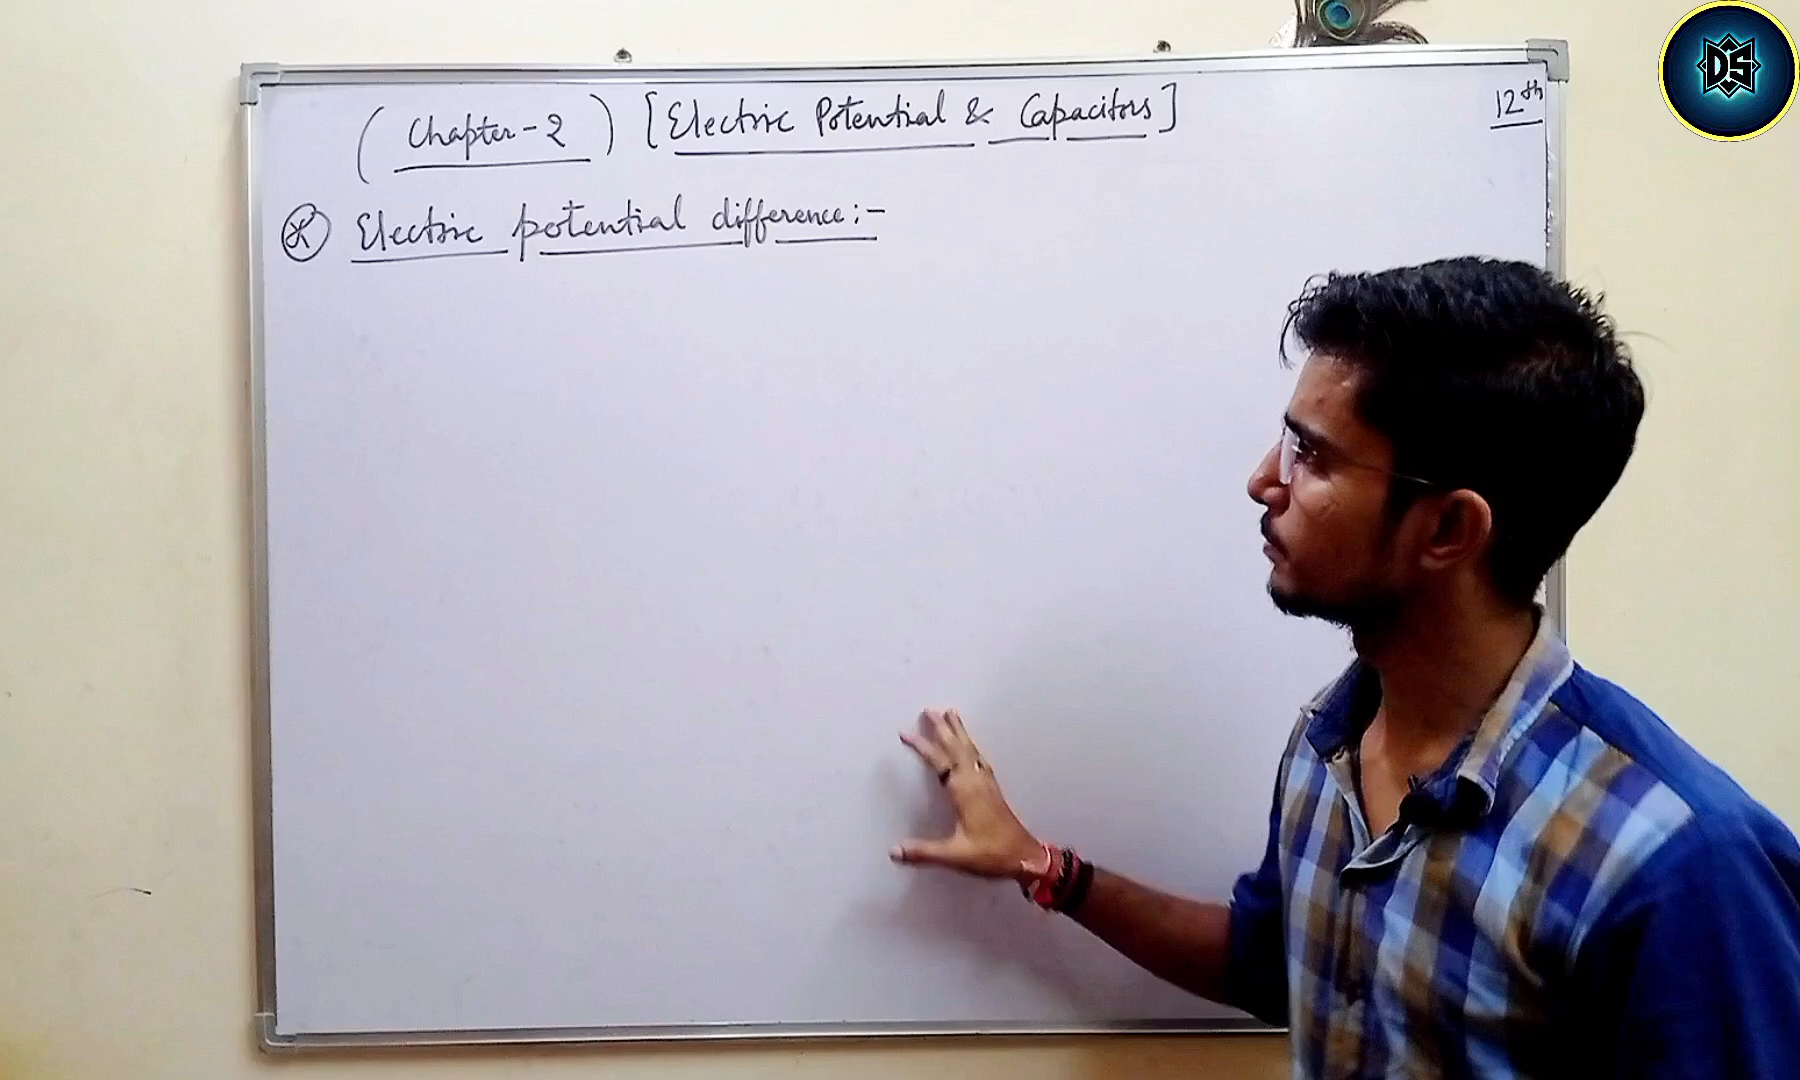 (Chapter-2) [Electric Potential & Capacitors]
12th
Electric potential difference:-
DS